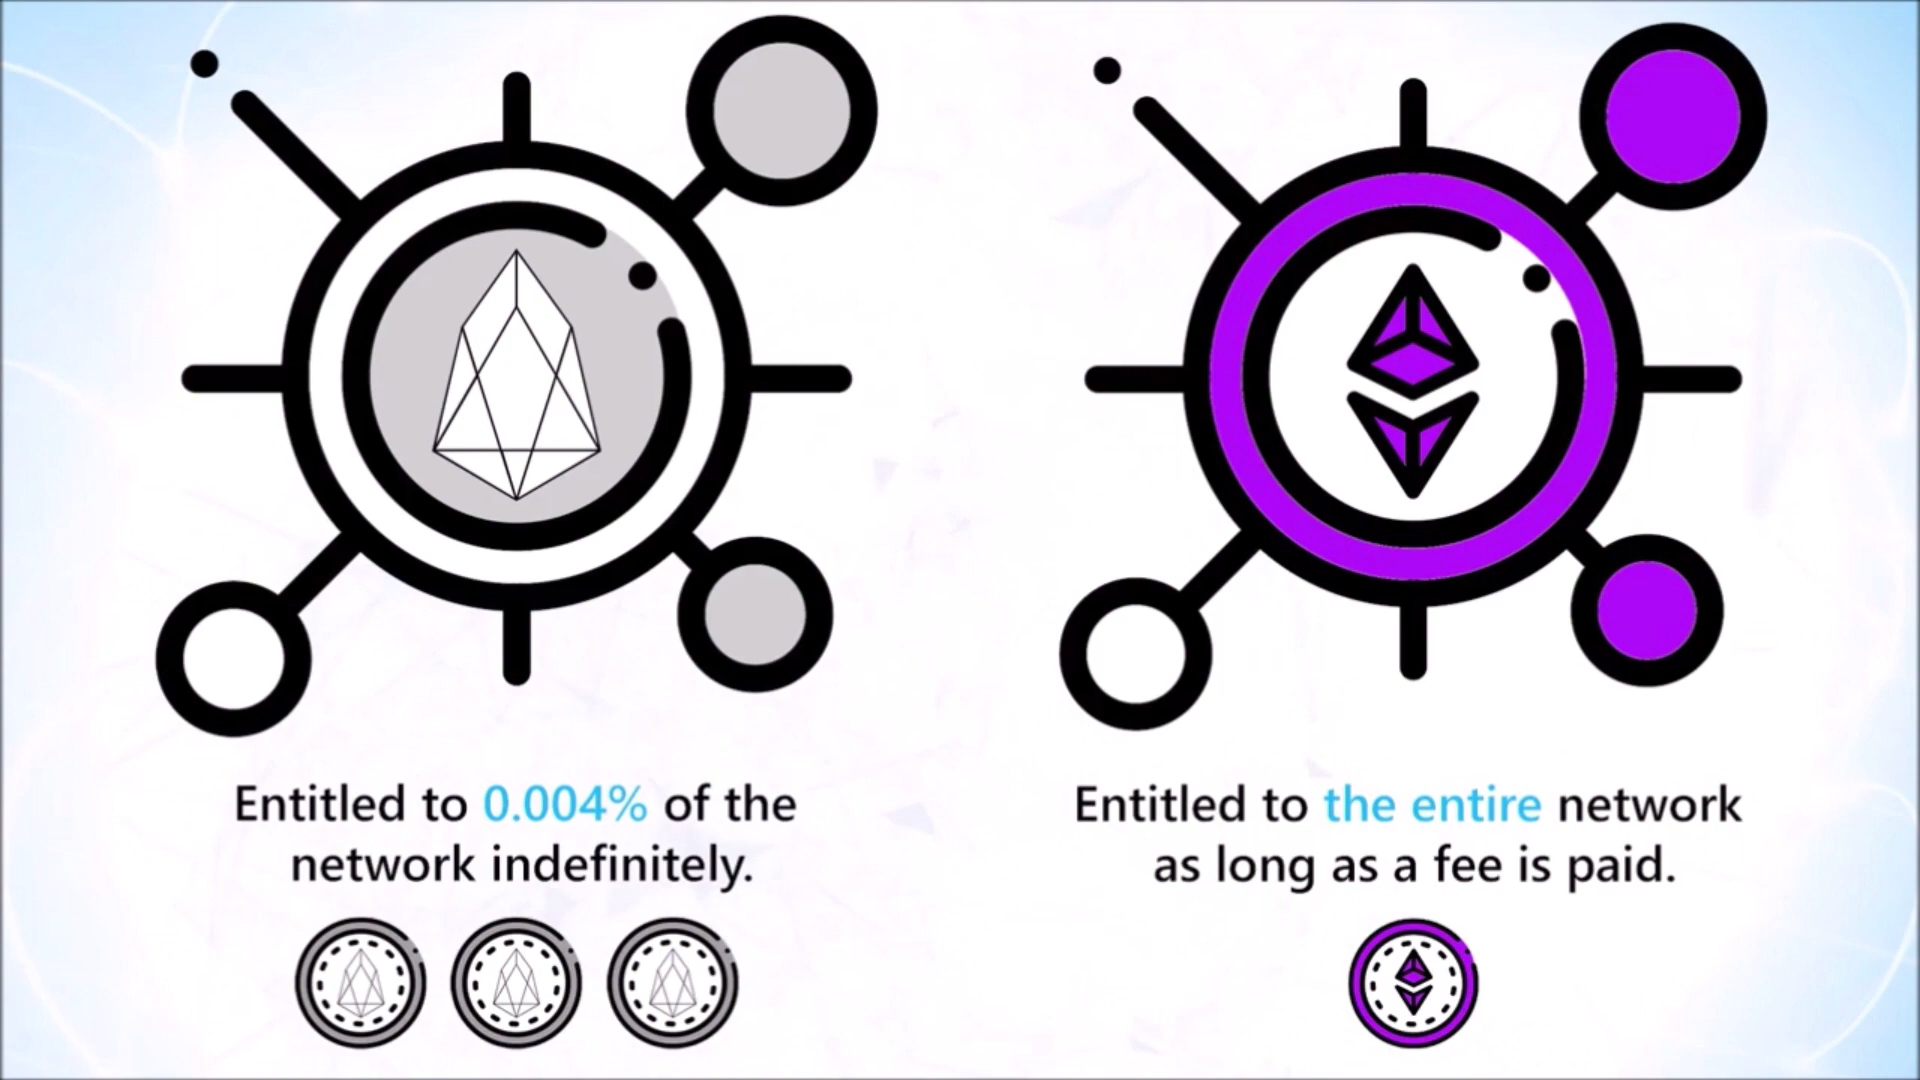 Entitled to 0.004% of the
network indefinitely.
Entitled to the entire network
as long as a fee is paid.